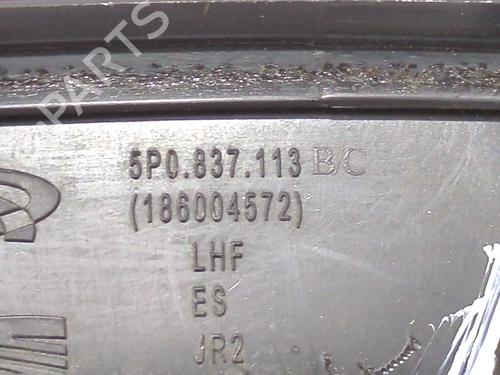 PARTS
5P0.837.113 B/C
(186004572)
LHF
ES
JR2